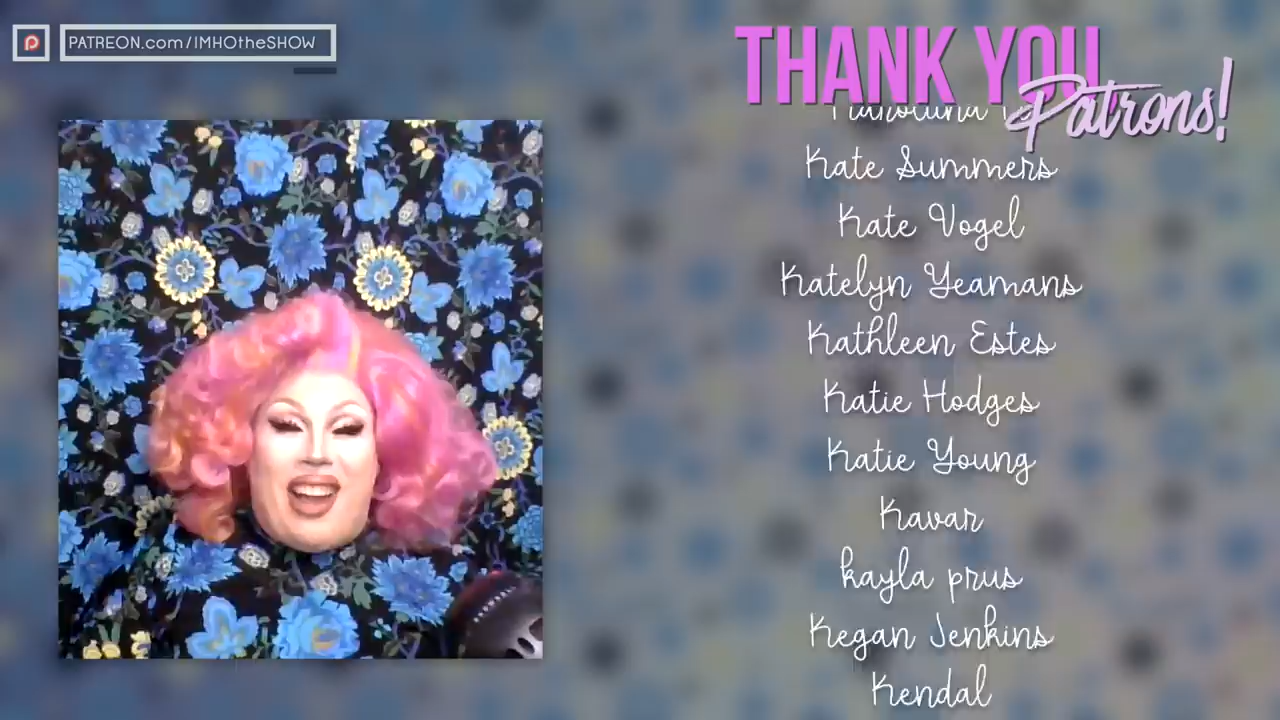 PATREON.com/IMHOtheSHOW
THANK YOU,
Patrons!
Kate Summers
Kate Vogel
Katelyn Yeamans
Kathleen Estes
Katie Hodges
Katie Young
Kavar
kayla prus
Kegan Jenkins
Kendal